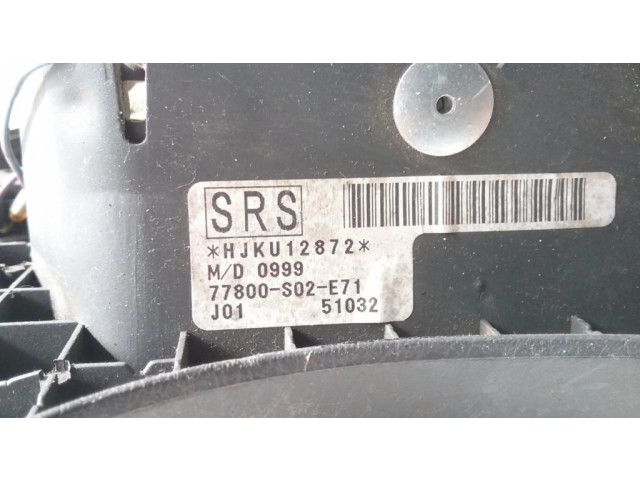 SRS
*HJKU12872*
M/D 0999
77800-S02-E71
J01 51032